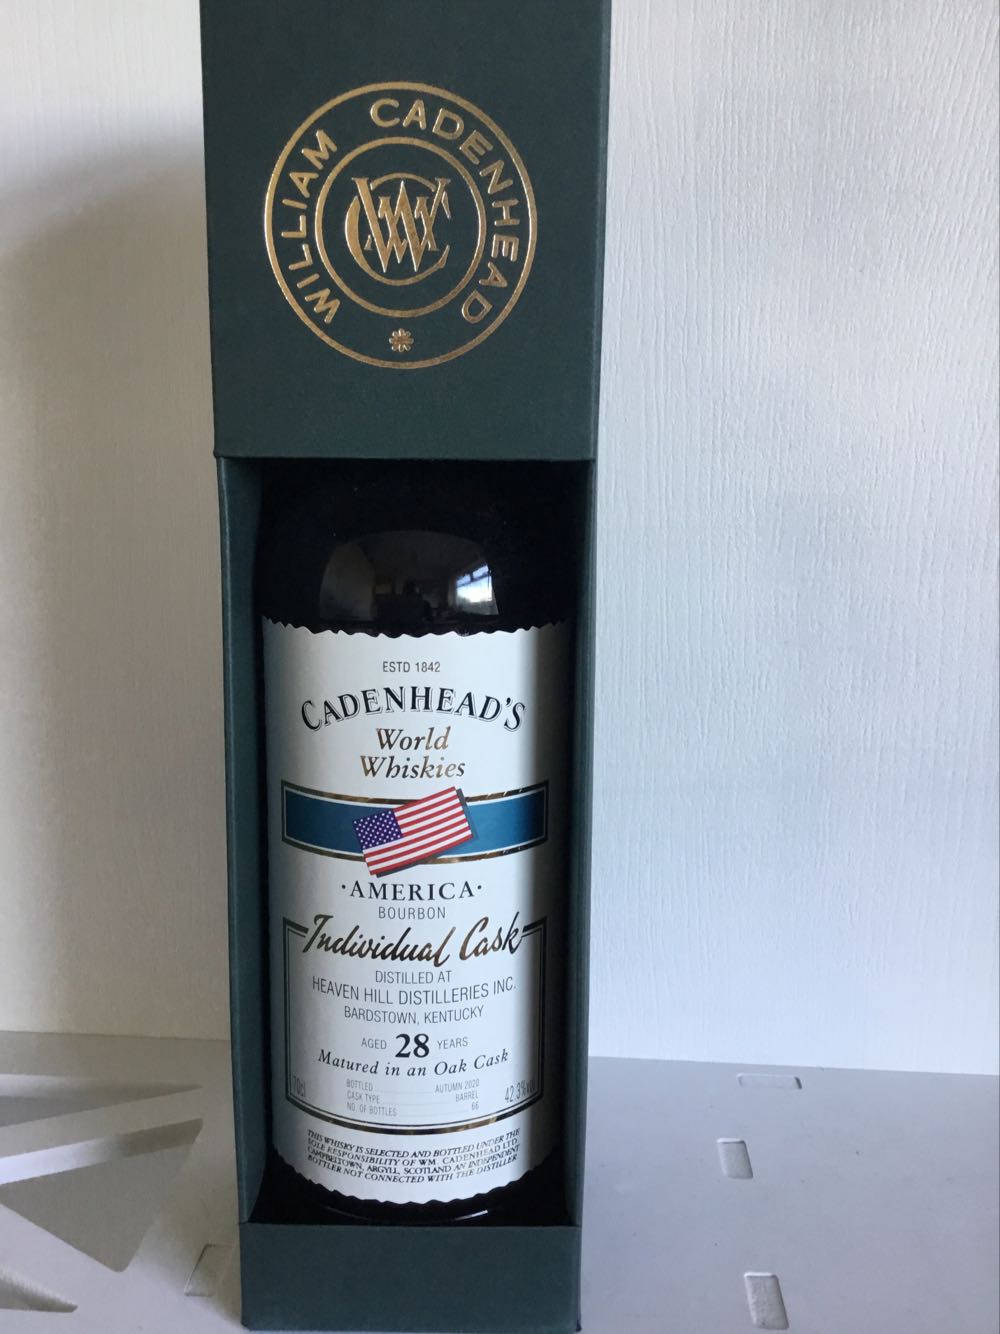 WILLIAM CADENHEAD
WC
ESTD 1842
CADENHEAD'S
World
Whiskies
·AMERICA·
BOURBON
Individual Cask
DISTILLED AT
HEAVEN HILL DISTILLERIES INC.
BARDSTOWN, KENTUCKY
AGED 28 YEARS
Matured in an Oak Cask
70cl
BOTTLED AUTUMN 2020
CASK TYPE BARREL
NO. OF BOTTLES 66
42.3%vol
THIS WHISKY IS SELECTED AND BOTTLED UNDER THE
SOLE RESPONSIBILITY OF WM CADENHEAD LTD.
CAMPBELTOWN, ARGYLL, SCOTLAND AN INDEPENDENT
BOTTLER NOT CONNECTED WITH THE DISTILLER